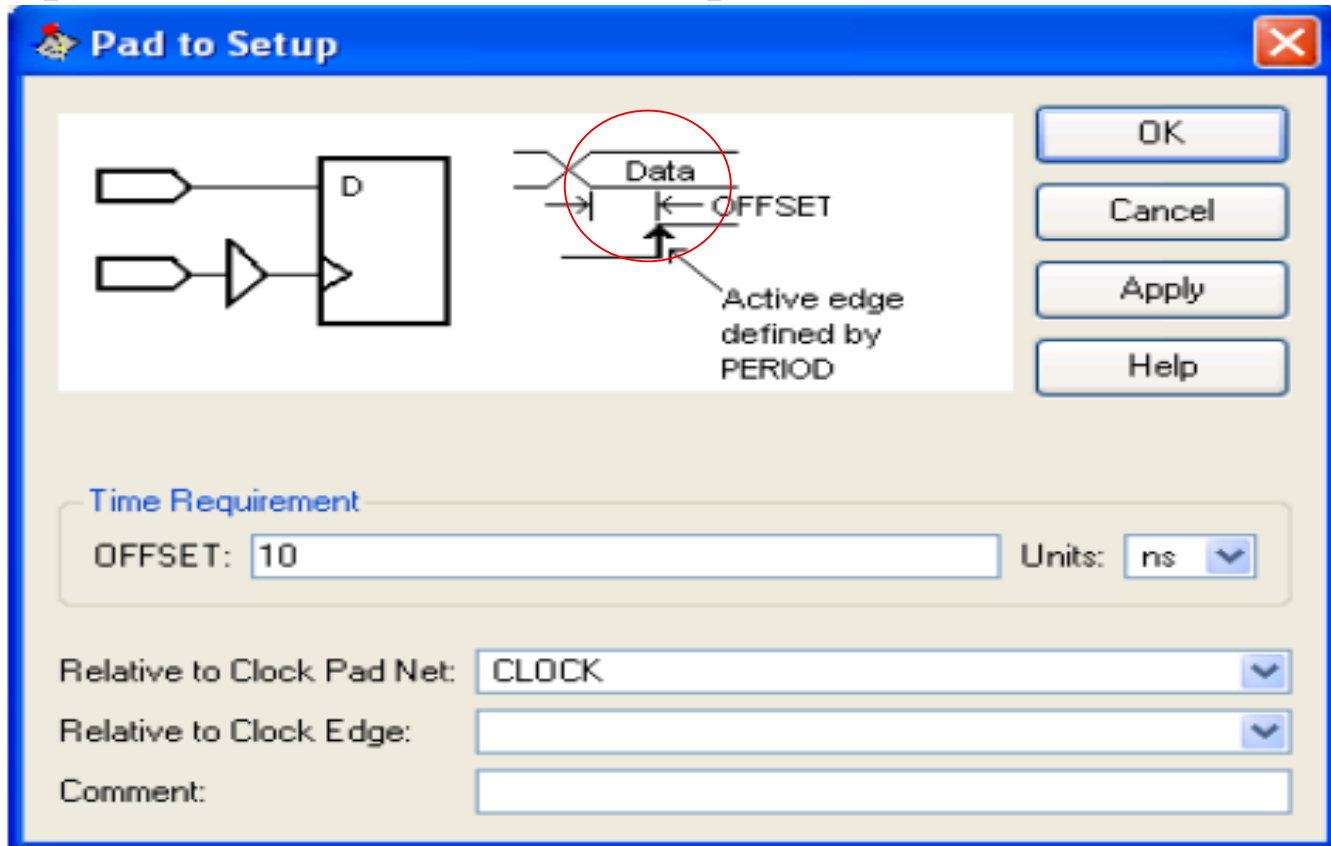 Pad to Setup
D
Data
OFFSET
Active edge
defined by
PERIOD
OK
Cancel
Apply
Help
Time Requirement
OFFSET: 10 Units: ns
Relative to Clock Pad Net: CLOCK
Relative to Clock Edge:
Comment: